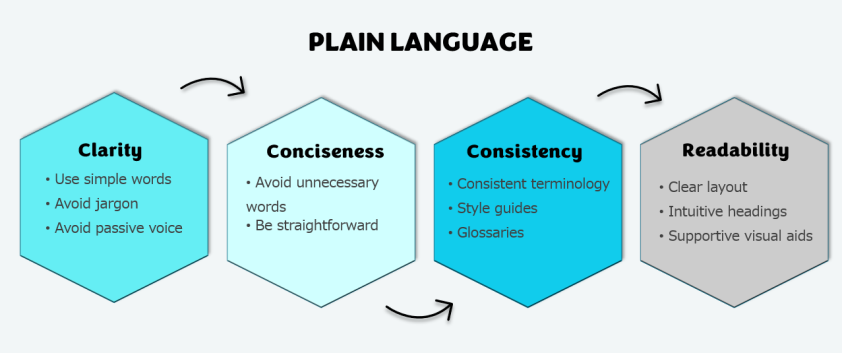 PLAIN LANGUAGE
Clarity
• Use simple words
• Avoid jargon
• Avoid passive voice
Conciseness
• Avoid unnecessary
words
• Be straightforward
Consistency
• Consistent terminology
• Style guides
• Glossaries
Readability
• Clear layout
• Intuitive headings
• Supportive visual aids